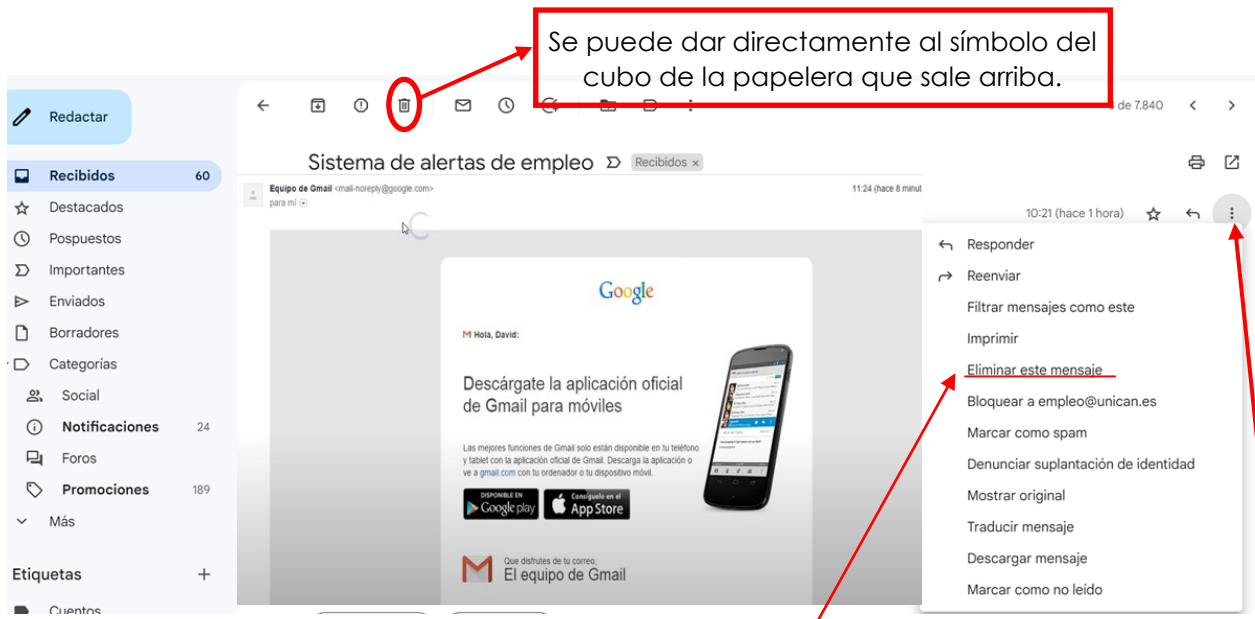 Se puede dar directamente al símbolo del
cubo de la papelera que sale arriba.
Redactar
de 7.840
Sistema de alertas de empleo Recibidos ×
Recibidos 60
Equipo de Gmail <mail-noreply@google.com>
11:24 (hace 8 minut
para mí
10:21 (hace 1 hora)
Destacados
Pospuestos
Importantes
Enviados
Borradores
Categorías
Social
Notificaciones 24
Foros
Promociones 189
Más
Etiquetas +
Cuentos
Google
Hola, David:
Descárgate la aplicación oficial
de Gmail para móviles
Las mejores funciones de Gmail solo están disponible en tu teléfono
y tablet con la aplicación oficial de Gmail. Descarga la aplicación o
ve a gmail.com con tu ordenador o tu dispositivo móvil.
DISPONIBLE EN
Google play
Consíguelo en el
App Store
Que disfrutes de tu correo,
El equipo de Gmail
Responder
Reenviar
Filtrar mensajes como este
Imprimir
Eliminar este mensaje
Bloquear a empleo@unican.es
Marcar como spam
Denunciar suplantación de identidad
Mostrar original
Traducir mensaje
Descargar mensaje
Marcar como no leído